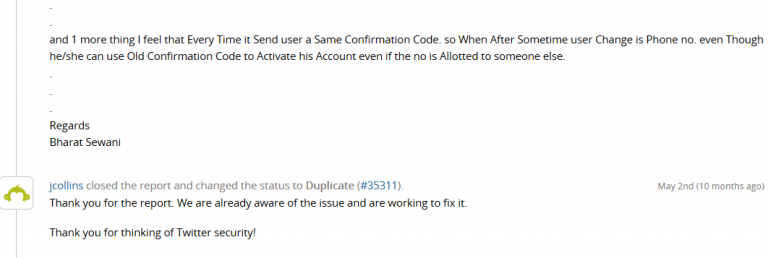 .
.
and 1 more thing I feel that Every Time it Send user a Same Confirmation Code. so When After Sometime user Change is Phone no. even Though
he/she can use Old Confirmation Code to Activate his Account even if the no is Allotted to someone else.
.
.
.
Regards
Bharat Sewani
jcollins closed the report and changed the status to Duplicate (#35311). May 2nd (10 months ago)
Thank you for the report. We are already aware of the issue and are working to fix it.
Thank you for thinking of Twitter security!